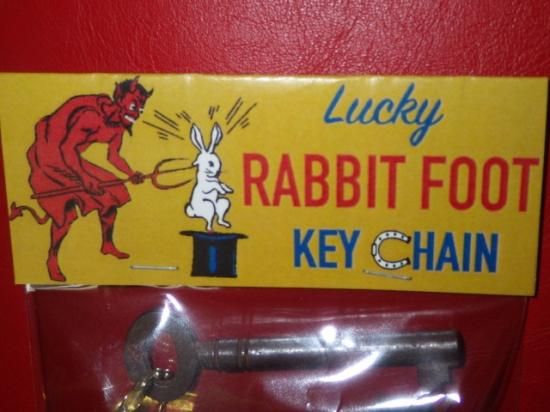 Lucky
RABBIT FOOT
KEY CHAIN